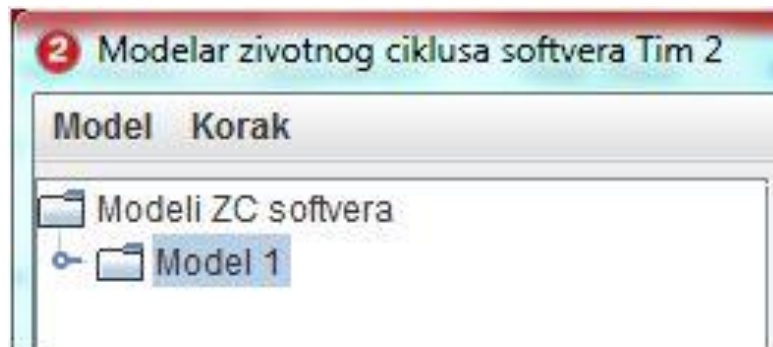 2 Modelar zivotnog ciklusa softvera Tim 2
Model Korak
Modeli ZC softvera
Model 1